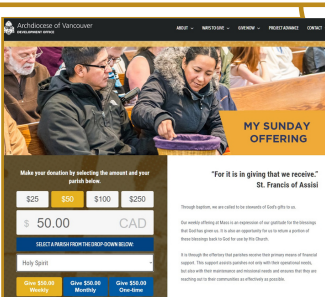 Archdiocese of Vancouver
DEVELOPMENT OFFICE
ABOUT WAYS TO GIVE GIVE NOW PROJECT ADVANCE CONTACT
MY SUNDAY
OFFERING
Make your donation by selecting the amount and your
parish below.
$25 $50 $100 $250
$ 50.00 CAD
SELECT A PARISH FROM THE DROP-DOWN BELOW:
Holy Spirit
Give $50.00 Weekly
Give $50.00 Monthly
Give $50.00 One-time
"For it is in giving that we receive."
St. Francis of Assisi
Through baptism, we are called to be stewards of God's gifts to us.
Our weekly offering at Mass is an expression of our gratitude for the blessings
that God has given us. It is also an opportunity for us to return a portion of
these blessings back to God for use by His Church.
It is through the offertory that parishes receive their primary means of financial
support. This support assists parishes not only with their operational needs,
but also with their maintenance and missional needs and ensures that they are
reaching out to their communities as effectively as possible.